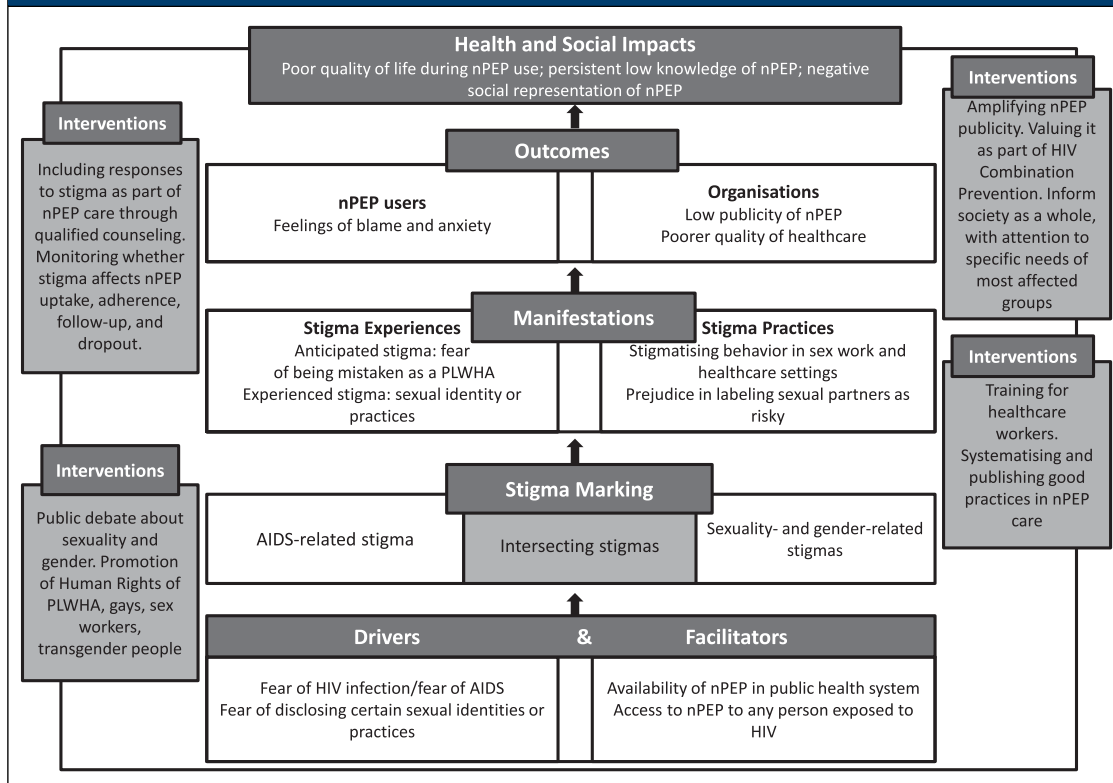 Health and Social Impacts
Poor quality of life during nPEP use; persistent low knowledge of nPEP; negative
social representation of nPEP
Interventions
Including responses
to stigma as part of
nPEP care through
qualified counseling.
Monitoring whether
stigma affects nPEP
uptake, adherence,
follow-up, and
dropout.
Interventions
Amplifying nPEP
publicity. Valuing it
as part of HIV
Combination
Prevention. Inform
society as a whole,
with attention to
specific needs of
most affected
groups
Outcomes
nPEP users
Feelings of blame and anxiety
Organisations
Low publicity of nPEP
Poorer quality of healthcare
Manifestations
Stigma Experiences
Anticipated stigma: fear
of being mistaken as a PLWHA
Experienced stigma: sexual identity or
practices
Stigma Practices
Stigmatising behavior in sex work and
healthcare settings
Prejudice in labeling sexual partners as
risky
Interventions
Training for
healthcare
workers.
Systematising and
publishing good
practices in nPEP
care
Interventions
Public debate about
sexuality and
gender. Promotion
of Human Rights of
PLWHA, gays, sex
workers,
transgender people
Stigma Marking
AIDS-related stigma
Intersecting stigmas
Sexuality- and gender-related
stigmas
Drivers & Facilitators
Fear of HIV infection/fear of AIDS
Fear of disclosing certain sexual identities or
practices
Availability of nPEP in public health system
Access to nPEP to any person exposed to
HIV